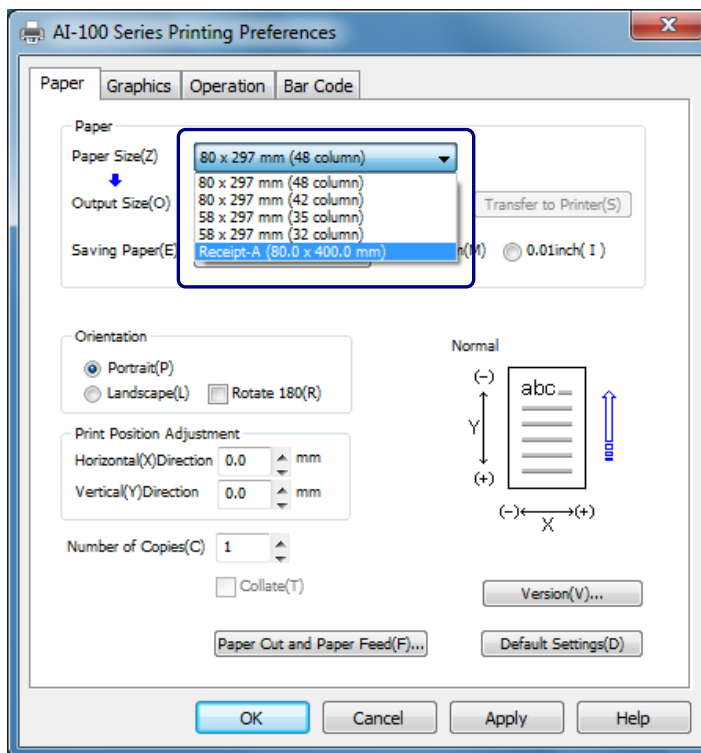 AI-100 Series Printing Preferences
Paper Graphics Operation Bar Code
Paper
Paper Size(Z) 80 x 297 mm (48 column)
80 x 297 mm (48 column)
80 x 297 mm (42 column)
Output Size(O) Transfer to Printer(S)
58 x 297 mm (35 column)
58 x 297 mm (32 column)
Saving Paper(E) Receipt-A (80.0 x 400.0 mm) (M) 0.01inch( I )
Orientation
Portrait(P)
Landscape(L) Rotate 180(R)
Normal
abc
(-)
Y
(+)
(-) X (+)
Print Position Adjustment
Horizontal(X)Direction 0.0 mm
Vertical(Y)Direction 0.0 mm
Number of Copies(C) 1
Collate(T)
Version(V)...
Paper Cut and Paper Feed(F)... Default Settings(D)
OK Cancel Apply Help